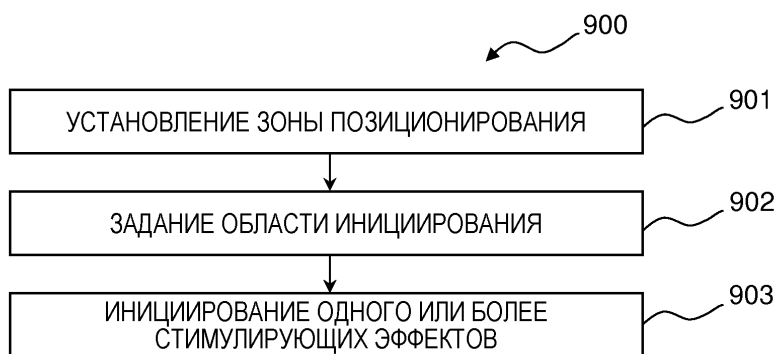 900
УСТАНОВЛЕНИЕ ЗОНЫ ПОЗИЦИОНИРОВАНИЯ
901
ЗАДАНИЕ ОБЛАСТИ ИНИЦИИРОВАНИЯ
902
ИНИЦИИРОВАНИЕ ОДНОГО ИЛИ БОЛЕЕ
СТИМУЛИРУЮЩИХ ЭФФЕКТОВ
903